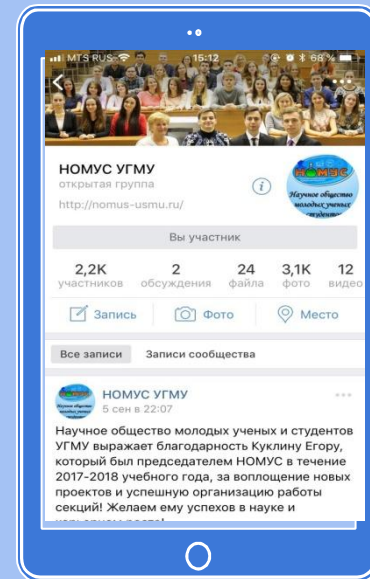 MTS RUS 15:12 68 %
НОМУС УГМУ
открытая группа
http://nomus-usmu.ru/
НОМУС
Научное общество
молодых ученых
и студентов
Вы участник
2,2K 2 24 3,1K 12
участников обсуждения файла фото видео
Запись Фото Место
Все записи Записи сообщества
НОМУС УГМУ
5 сен в 22:07
Научное общество молодых ученых и студентов
УГМУ выражает благодарность Куклину Егору,
который был председателем НОМУС в течение
2017-2018 учебного года, за воплощение новых
проектов и успешную организацию работы
секций! Желаем ему успехов в науке и